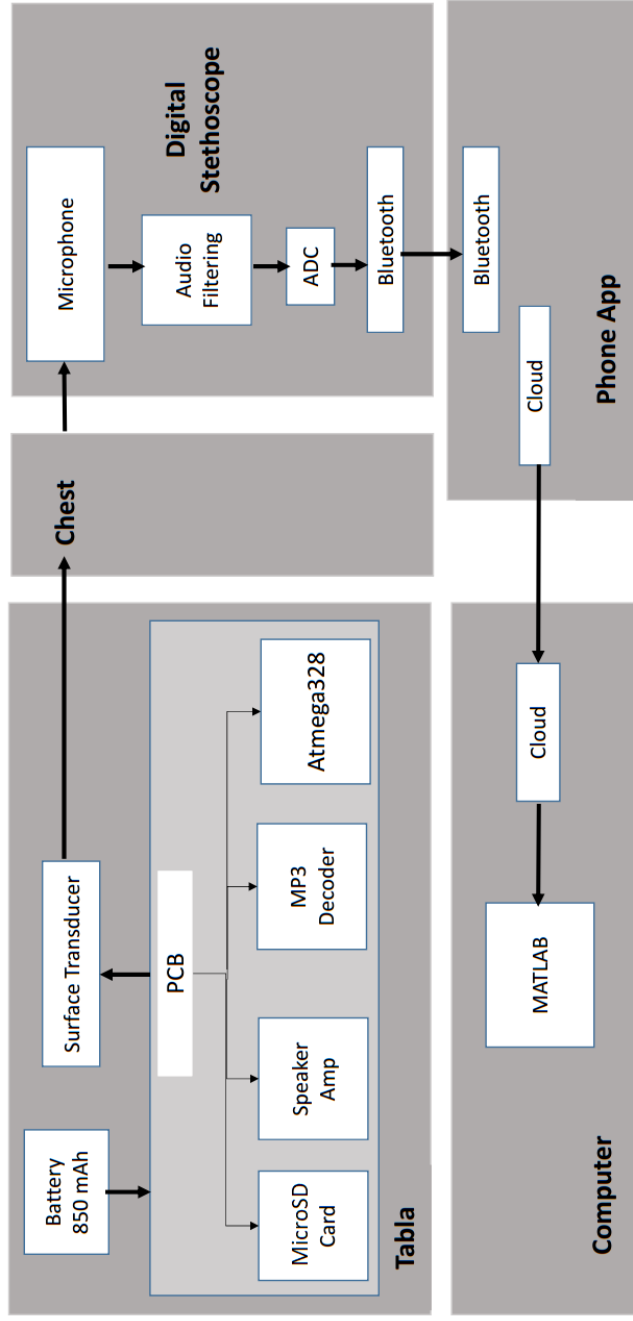 Battery
850 mAh
Surface Transducer
PCB
MicroSD
Card
Speaker
Amp
MP3
Decoder
Atmega328
Tabla
Chest
Microphone
Audio
Filtering
ADC
Bluetooth
Digital
Stethoscope
Bluetooth
Cloud
Phone App
Cloud
MATLAB
Computer